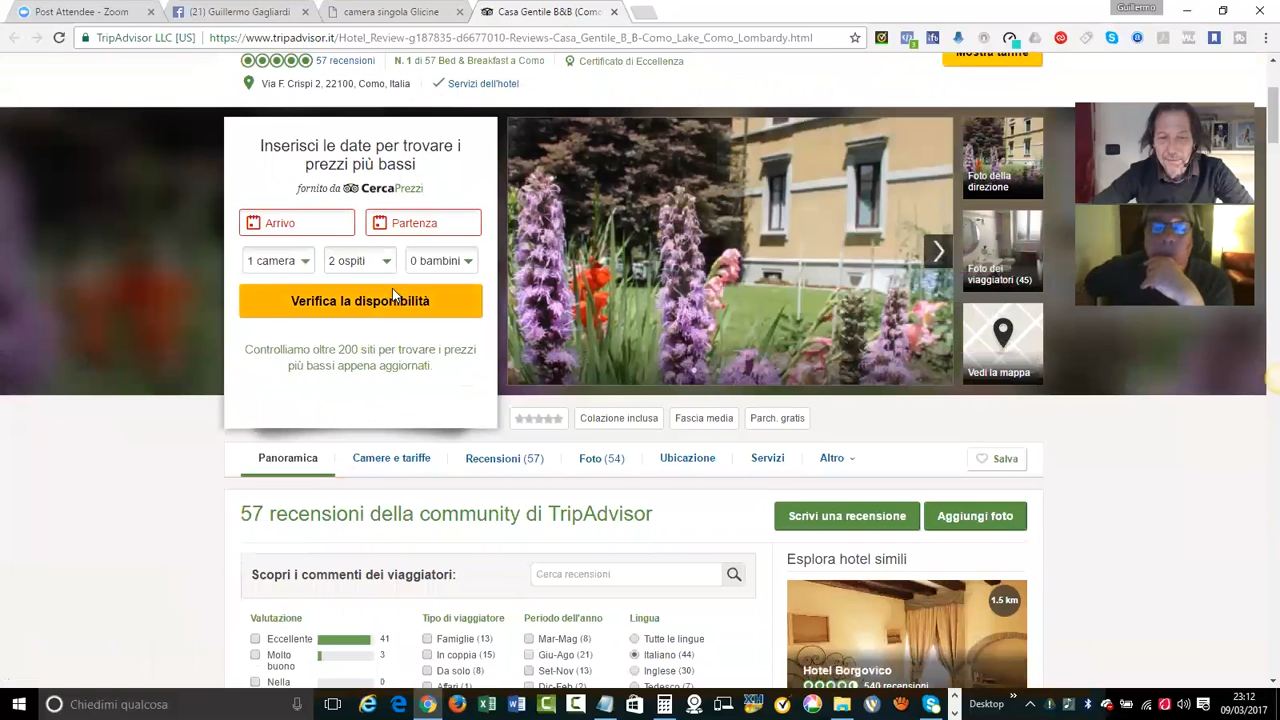 Guillermo
Post Attendee - Zoom
(21) Guillermo Gagliardi
camera singola Glicine
Casa Gentile B&B (Como
TripAdvisor LLC [US]
https://www.tripadvisor.it/Hotel_Review-g187835-d6677010-Reviews-Casa_Gentile_B_B-Como_Lake_Como_Lombardy.html
57 recensioni
N. 1 di 57 Bed & Breakfast a Como
Certificato di Eccellenza
Mostra tariffe
Via F. Crispi 2, 22100, Como, Italia
Servizi dell'hotel
Inserisci le date per trovare i
prezzi più bassi
fornito da CercaPrezzi
Arrivo
Partenza
1 camera
2 ospiti
0 bambini
Verifica la disponibilità
Controlliamo oltre 200 siti per trovare i prezzi
più bassi appena aggiornati.
Foto della
direzione
Foto dei
viaggiatori (45)
Vedi la mappa
Colazione inclusa
Fascia media
Parch. gratis
Panoramica
Camere e tariffe
Recensioni (57)
Foto (54)
Ubicazione
Servizi
Altro
Salva
57 recensioni della community di TripAdvisor
Scrivi una recensione
Aggiungi foto
Scopri i commenti dei viaggiatori:
Cerca recensioni
Esplora hotel simili
Valutazione
Tipo di viaggiatore
Periodo dell'anno
Lingua
Eccellente
41
Famiglie (13)
Mar-Mag (8)
Tutte le lingue
Molto
buono
3
In coppia (15)
Giu-Ago (21)
Italiano (44)
Nella
0
Da solo (8)
Set-Nov (13)
Inglese (30)
Affari (1)
Dic-Feb (2)
Tedesco (7)
1.5 km
Hotel Borgovico
540 recensioni
Chiedimi qualcosa
Desktop
23:12
09/03/2017